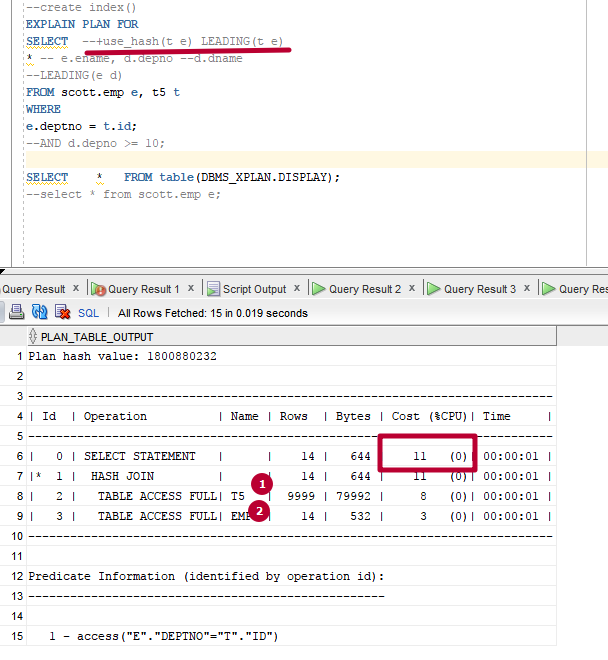 --create index()
EXPLAIN PLAN FOR
SELECT  --+use_hash(t e) LEADING(t e)
* -- e.ename, d.depno --d.dname
--LEADING(e d)
FROM scott.emp e, t5 t
WHERE
e.deptno = t.id;
--AND d.depno >= 10;
SELECT   *   FROM table(DBMS_XPLAN.DISPLAY);
--select * from scott.emp e;
Query Result x Query Result 1 x Script Output x Query Result 2 x Query Result 3 x Query Res
SQL | All Rows Fetched: 15 in 0.019 seconds
PLAN_TABLE_OUTPUT
1 Plan hash value: 1800880232
2
3 ---------------------------------------------------------------------------
4 | Id  | Operation          | Name | Rows  | Bytes | Cost (%CPU)| Time     |
5 ---------------------------------------------------------------------------
6 |   0 | SELECT STATEMENT   |      |    14 |   644 |    11   (0)| 00:00:01 |
7 |*  1 |  HASH JOIN         |      |    14 |   644 |    11   (0)| 00:00:01 |
1
8 |   2 |   TABLE ACCESS FULL| T5   |  9999 | 79992 |     8   (0)| 00:00:01 |
2
9 |   3 |   TABLE ACCESS FULL| EM |    14 |   532 |     3   (0)| 00:00:01 |
10 ---------------------------------------------------------------------------
11
12 Predicate Information (identified by operation id):
13 ---------------------------------------------------
14
15    1 - access("E"."DEPTNO"="T"."ID")